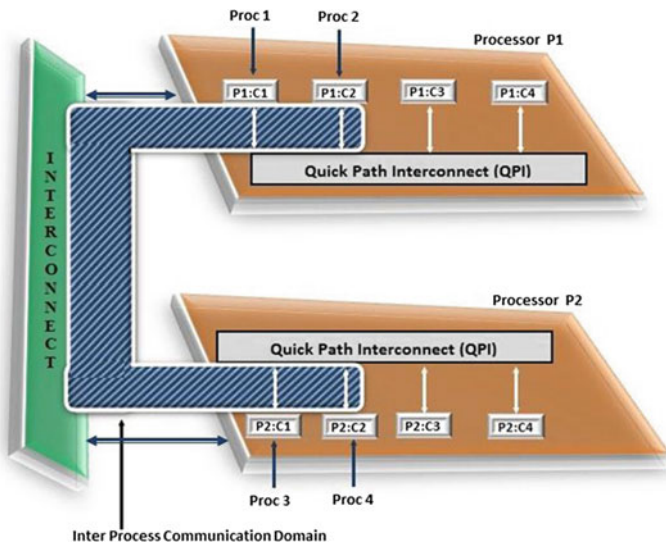 Proc 1
Proc 2
Processor P1
P1:C1
P1:C2
P1:C3
P1:C4
Quick Path Interconnect (QPI)
INTERCONNECT
Processor P2
Quick Path Interconnect (QPI)
P2:C1
P2:C2
P2:C3
P2:C4
Proc 3
Proc 4
Inter Process Communication Domain